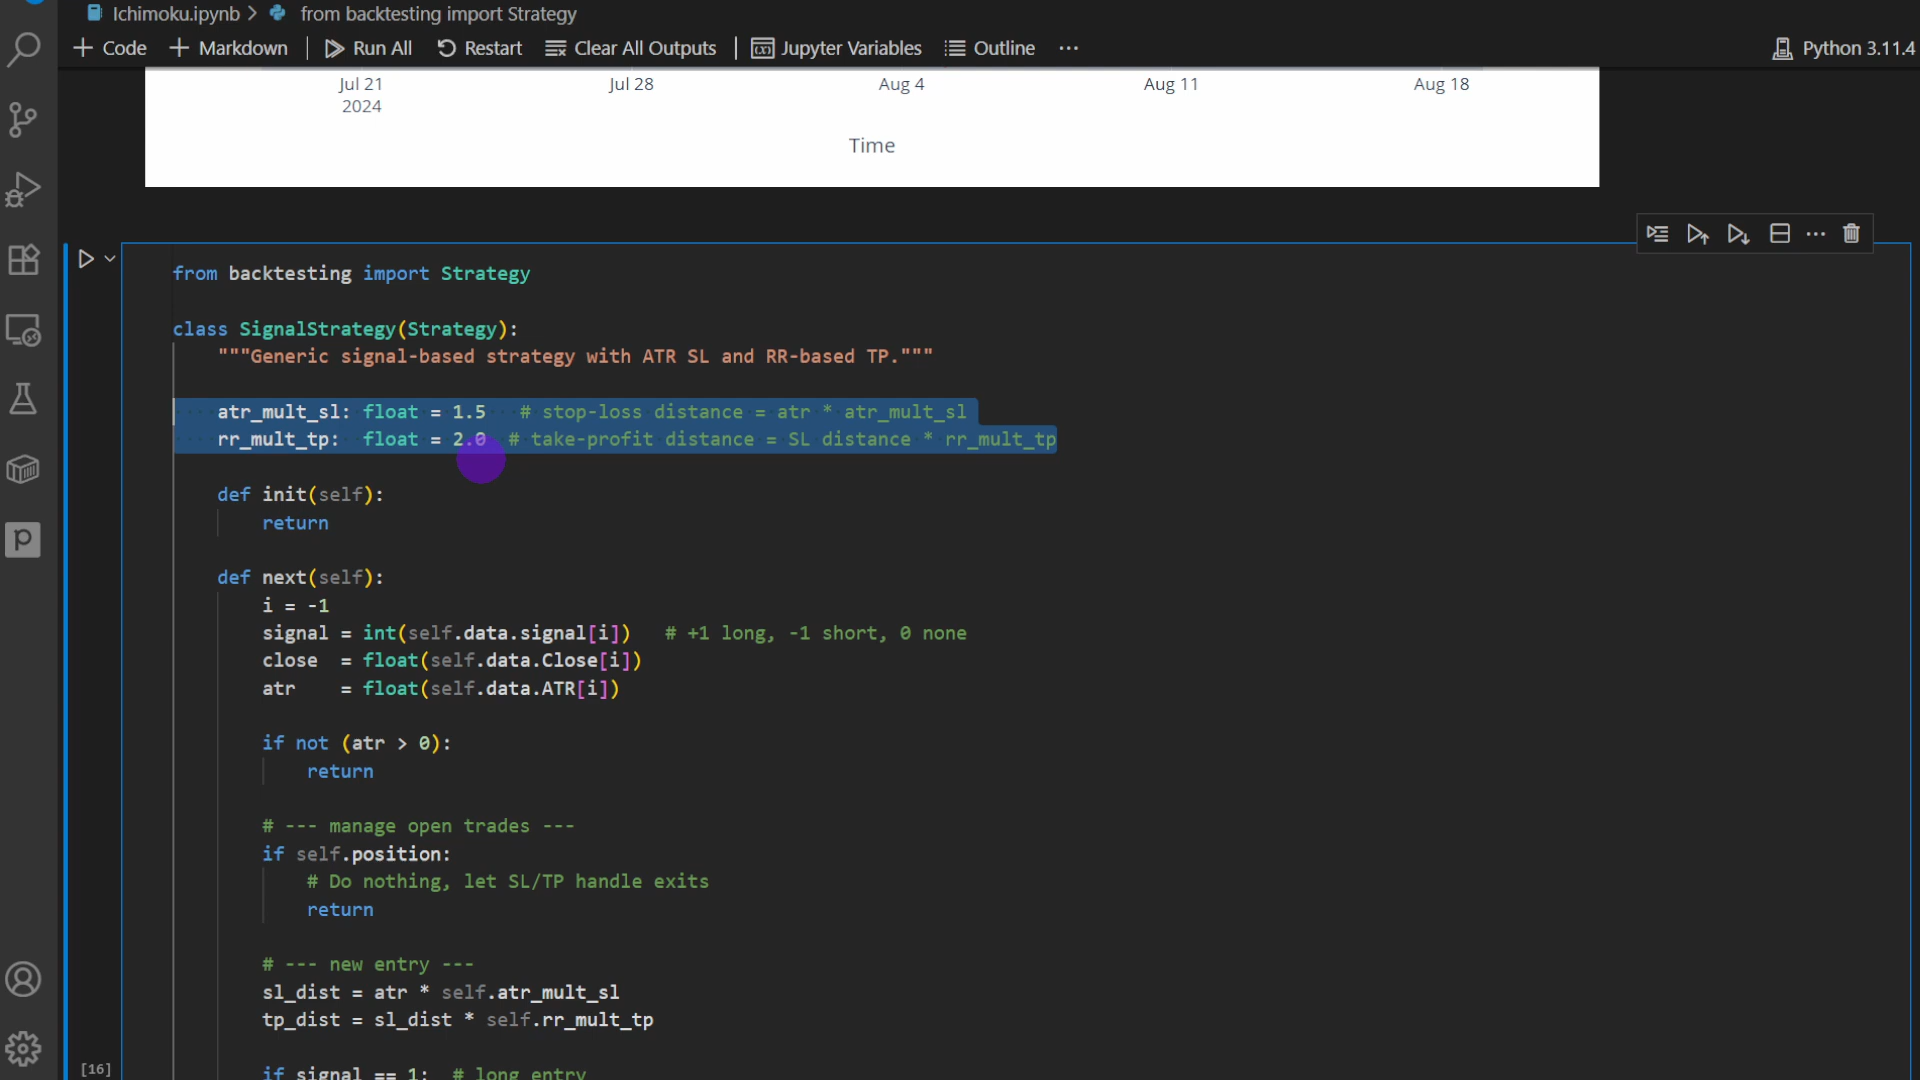 Ichimoku.ipynb > from backtesting import Strategy
+ Code + Markdown | Run All Restart Clear All Outputs | Jupyter Variables Outline ... Python 3.11.4
Jul 21 Jul 28 Aug 4 Aug 11 Aug 18
2024
Time
from backtesting import Strategy
class SignalStrategy(Strategy):
"""Generic signal-based strategy with ATR SL and RR-based TP."""
atr_mult_sl: float = 1.5 # stop-loss distance = atr * atr_mult_sl
rr_mult_tp: float = 2.0 # take-profit distance = SL distance * rr_mult_tp
def init(self):
return
def next(self):
i = -1
signal = int(self.data.signal[i]) # +1 long, -1 short, 0 none
close = float(self.data.Close[i])
atr = float(self.data.ATR[i])
if not (atr > 0):
return
# --- manage open trades ---
if self.position:
# Do nothing, let SL/TP handle exits
return
# --- new entry ---
sl_dist = atr * self.atr_mult_sl
tp_dist = sl_dist * self.rr_mult_tp
[16]
if signal == 1: # long entry